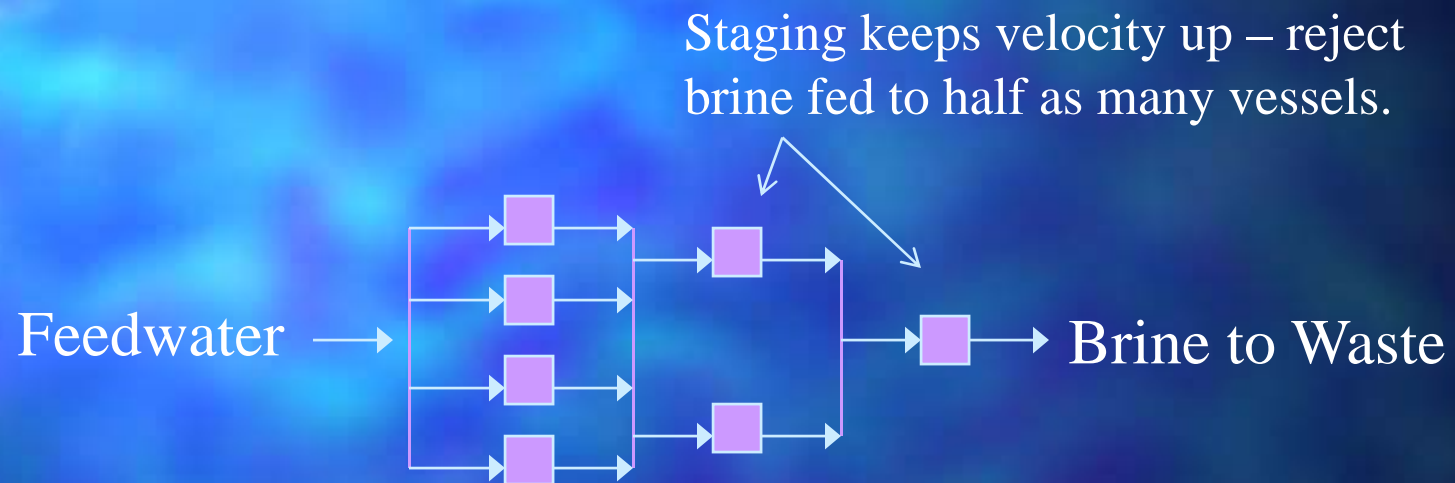 Staging keeps velocity up – reject
brine fed to half as many vessels.
Feedwater
Brine to Waste